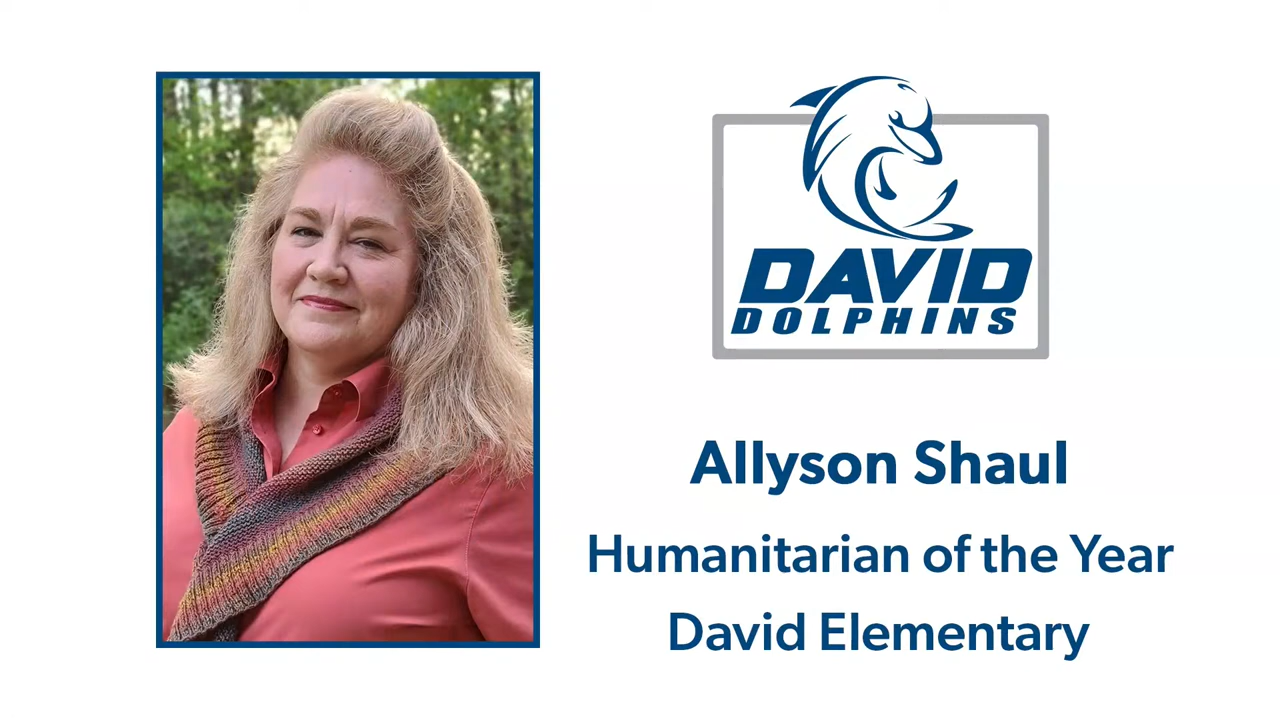 DAVID
DOLPHINS
Allyson Shaul
Humanitarian of the Year
David Elementary